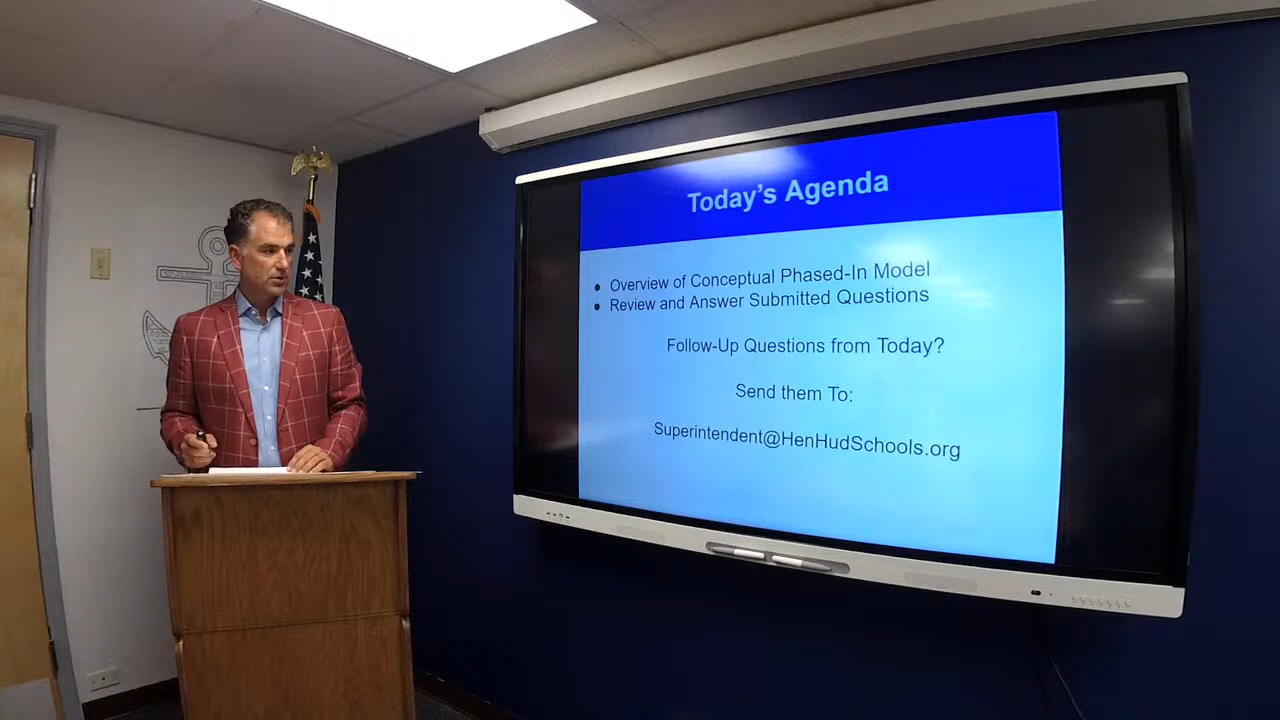 Today's Agenda
● Overview of Conceptual Phased-In Model
● Review and Answer Submitted Questions
Follow-Up Questions from Today?
Send them To:
Superintendent@HenHudSchools.org